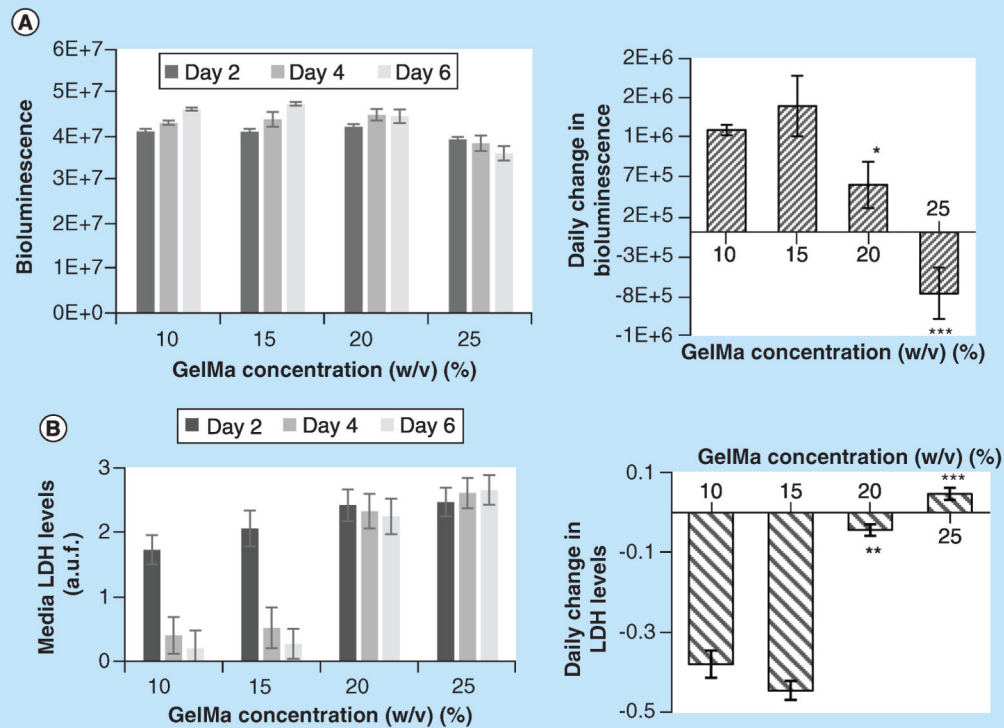 A
Bioluminescence
6E+7
5E+7
4E+7
3E+7
2E+7
1E+7
0E+0
Day 2 Day 4 Day 6
10 15 20 25
GelMa concentration (w/v) (%)
Daily change in
bioluminescence
2E+6
2E+6
1E+6
7E+5
2E+5
-3E+5
-8E+5
-1E+6
*
25
10 15 20
***
GelMa concentration (w/v) (%)
B
Day 2 Day 4 Day 6
Media LDH levels
(a.u.f.)
3
2
1
0
10 15 20 25
GelMa concentration (w/v) (%)
GelMa concentration (w/v) (%)
Daily change in
LDH levels
0.1
-0.1
-0.3
-0.5
10 15 20 ***
** 25